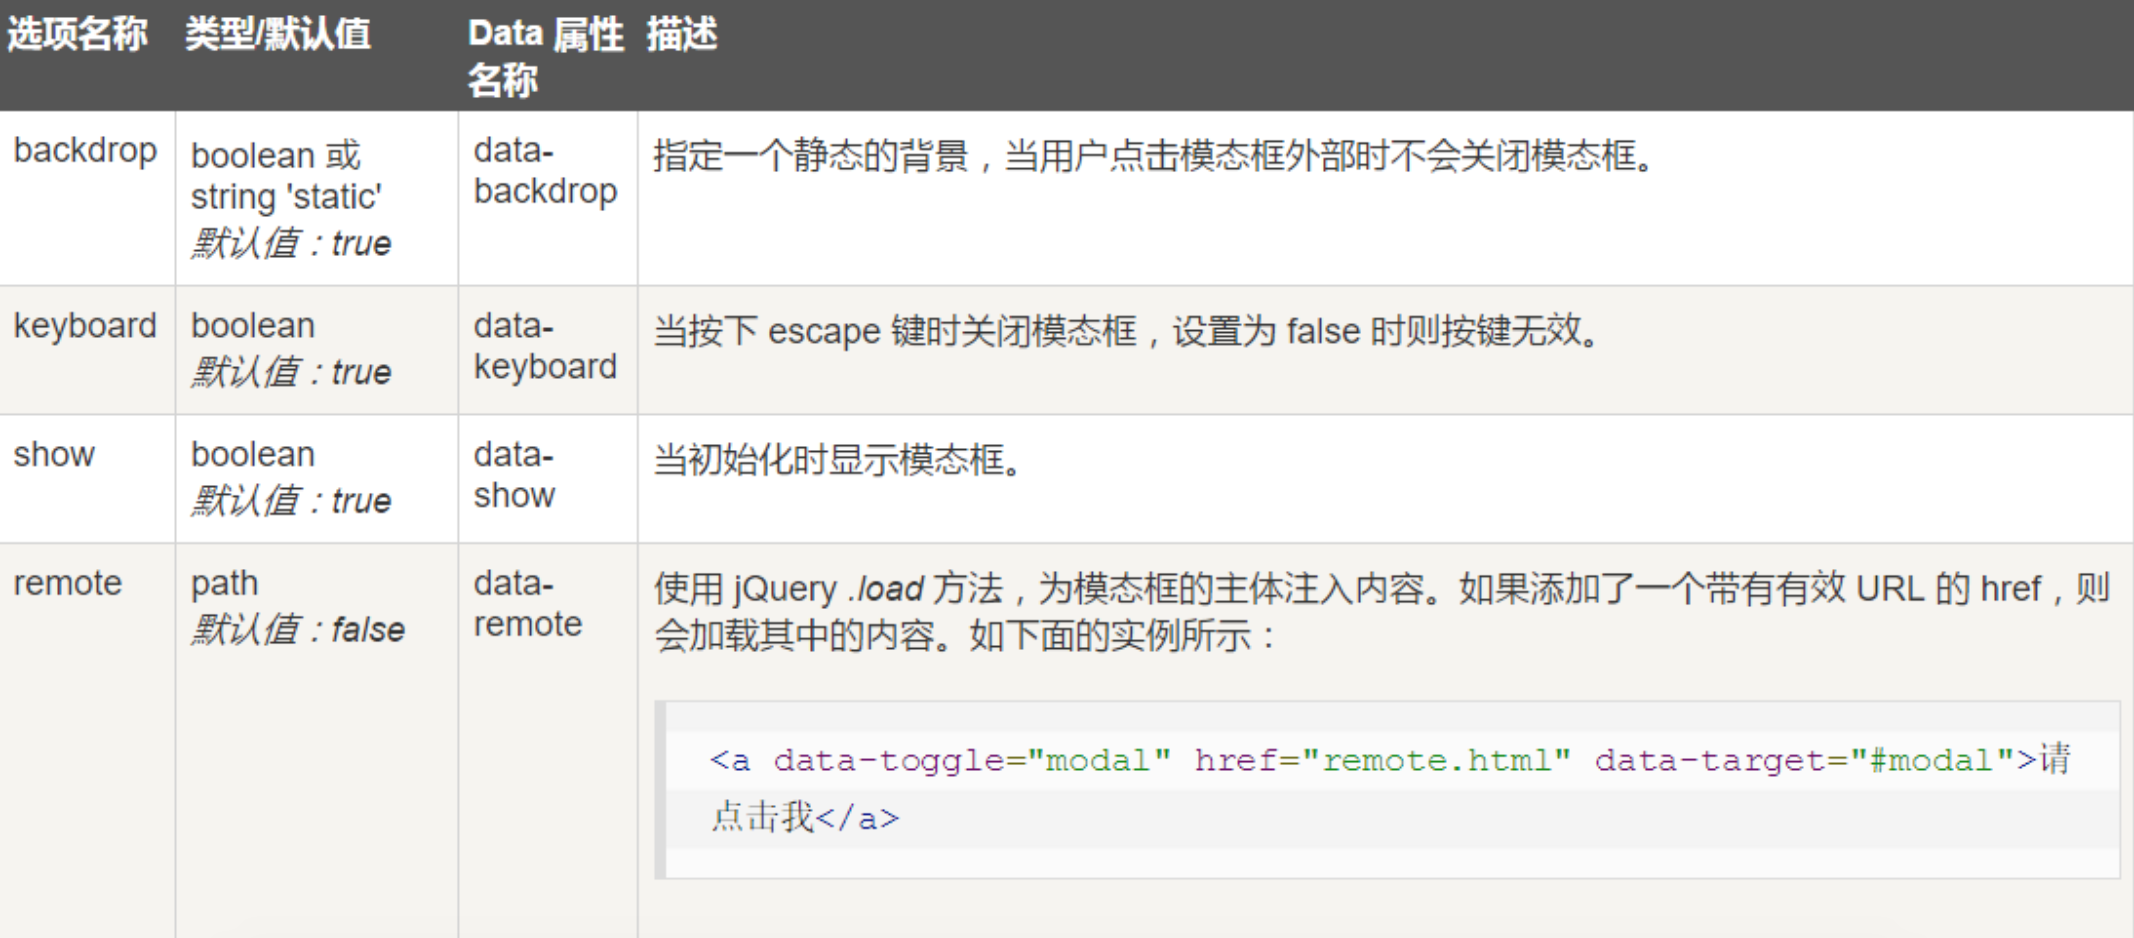 选项名称 类型/默认值 Data 属性 描述
名称
backdrop
boolean 或
string 'static'
默认值：true
data-
backdrop
指定一个静态的背景，当用户点击模态框外部时不会关闭模态框。
keyboard
boolean
默认值：true
data-
keyboard
当按下 escape 键时关闭模态框，设置为 false 时则按键无效。
show
boolean
默认值：true
data-
show
当初始化时显示模态框。
remote
path
默认值：false
data-
remote
使用 jQuery .load 方法，为模态框的主体注入内容。如果添加了一个带有有效 URL 的 href，则
会加载其中的内容。如下面的实例所示：
<a data-toggle="modal" href="remote.html" data-target="#modal">请
点击我</a>